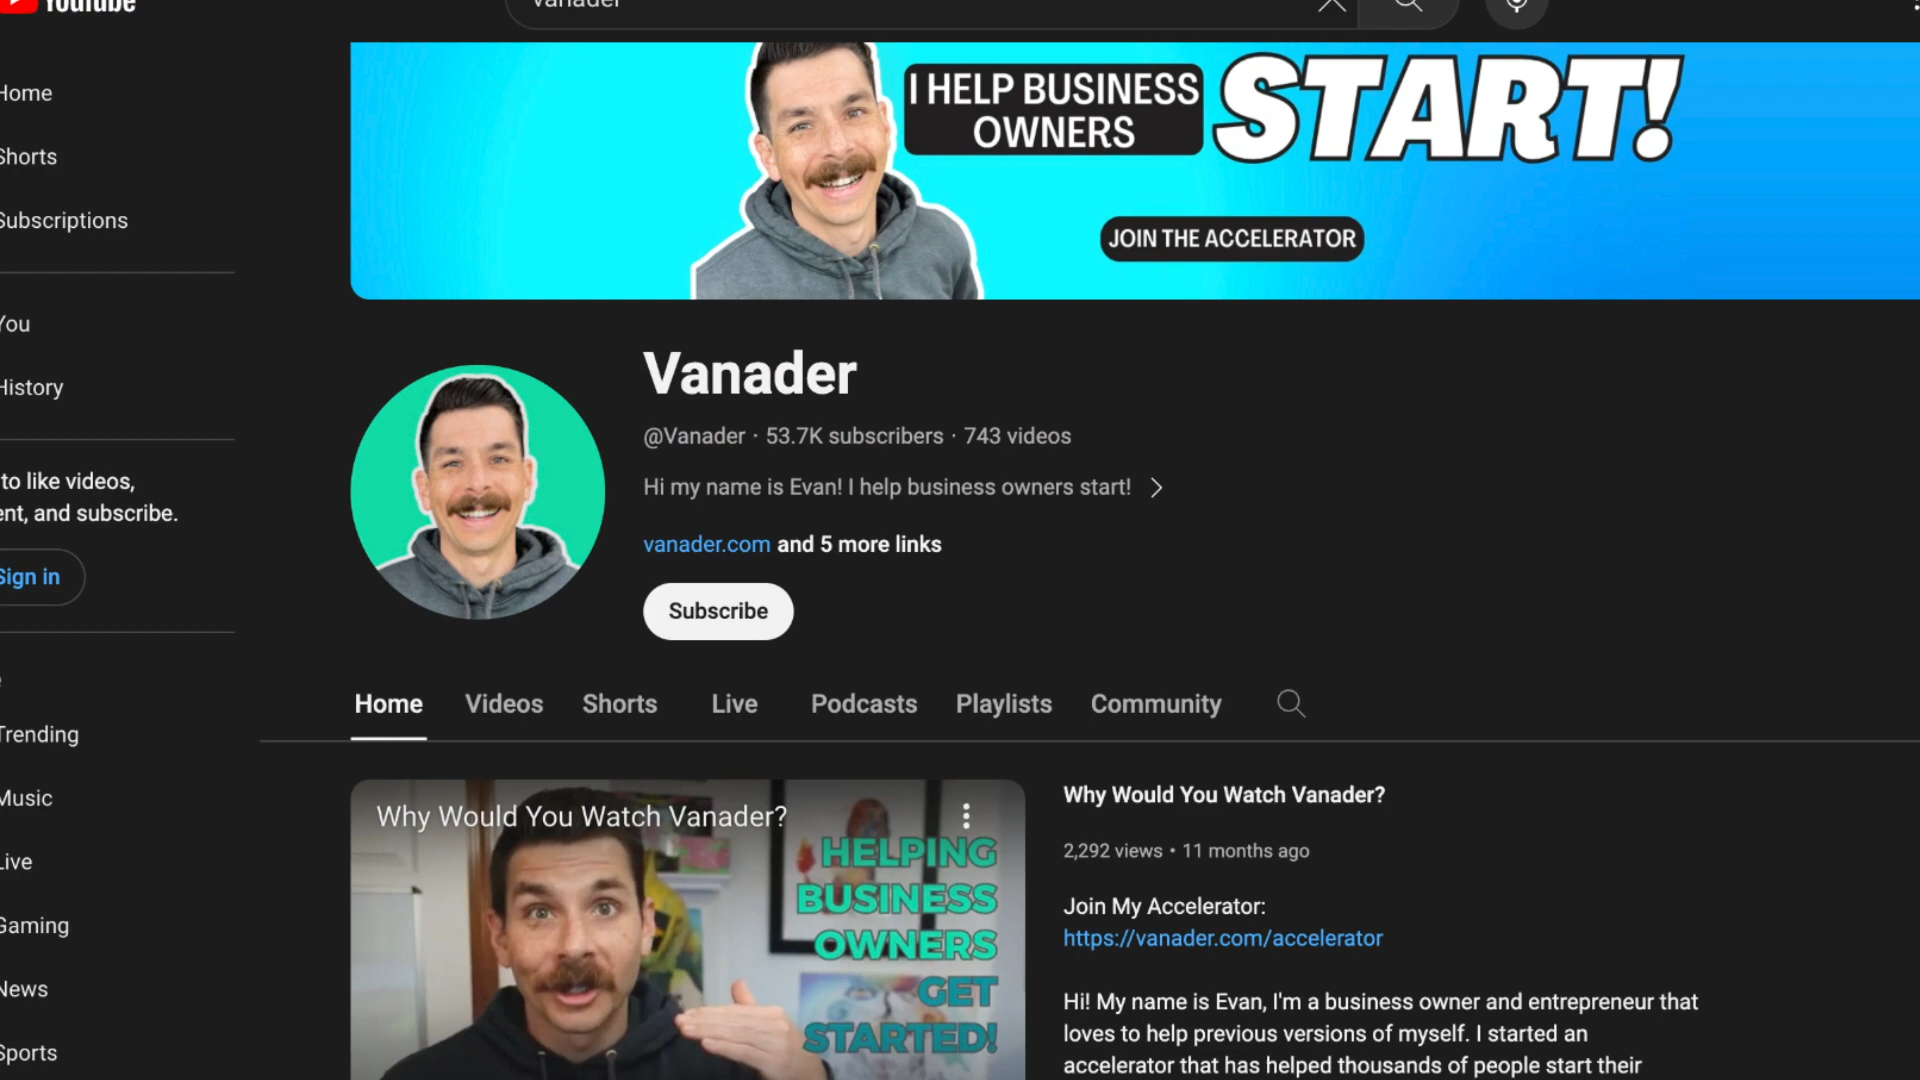 YouTube
vanader
Home
Shorts
Subscriptions
You
History
to like videos,
ent, and subscribe.
Sign in
Trending
Music
Live
Gaming
News
Sports
I HELP BUSINESS
OWNERS
START!
JOIN THE ACCELERATOR
Vanader
@Vanader · 53.7K subscribers · 743 videos
Hi my name is Evan! I help business owners start!
vanader.com and 5 more links
Subscribe
Home Videos Shorts Live Podcasts Playlists Community
Why Would You Watch Vanader?
HELPING
BUSINESS
OWNERS
GET
STARTED!
Why Would You Watch Vanader?
2,292 views • 11 months ago
Join My Accelerator:
https://vanader.com/accelerator
Hi! My name is Evan, I'm a business owner and entrepreneur that
loves to help previous versions of myself. I started an
accelerator that has helped thousands of people start their